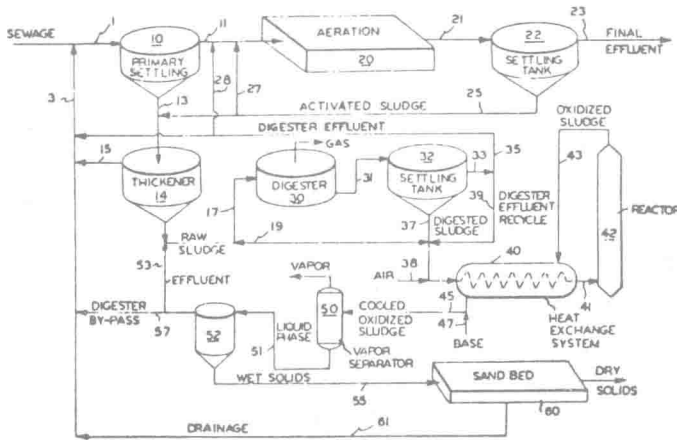 SEWAGE
1
10
PRIMARY
SETTLING
11
AERATION
20
21
22
SETTLING
TANK
23
FINAL
EFFLUENT
3
13
28
27
ACTIVATED SLUDGE
25
DIGESTER EFFLUENT
OXIDIZED
SLUDGE
15
THICKENER
14
GAS
DIGESTER
30
31
32
SETTLING
TANK
33
35
43
17
19
37
DIGESTED
SLUDGE
39
DIGESTER
EFFLUENT
RECYCLE
REACTOR
42
RAW
SLUDGE
53
EFFLUENT
VAPOR
AIR
38
40
41
DIGESTER
BY-PASS
57
52
51
LIQUID
PHASE
50
VAPOR
SEPARATOR
COOLED
OXIDIZED
SLUDGE
45
47
BASE
HEAT
EXCHANGE
SYSTEM
WET SOLIDS
55
SAND BED
60
DRY
SOLIDS
DRAINAGE
61